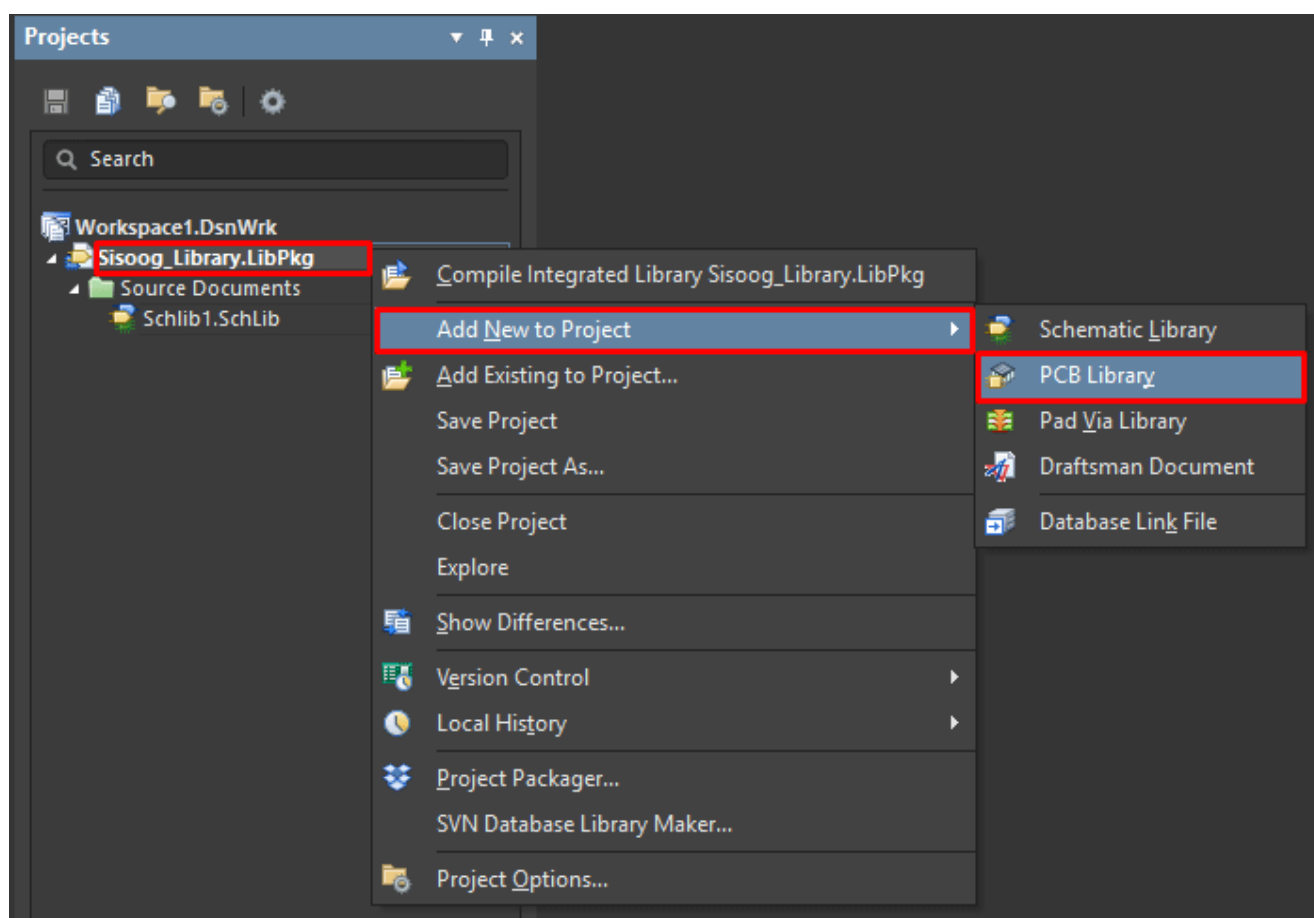 Projects
Search
Workspace1.DsnWrk
Sisoog_Library.LibPkg
Source Documents
Schlib1.SchLib
Compile Integrated Library Sisoog_Library.LibPkg
Add New to Project
Add Existing to Project...
Save Project
Save Project As...
Close Project
Explore
Show Differences...
Version Control
Local History
Project Packager...
SVN Database Library Maker...
Project Options...
Schematic Library
PCB Library
Pad Via Library
Draftsman Document
Database Link File